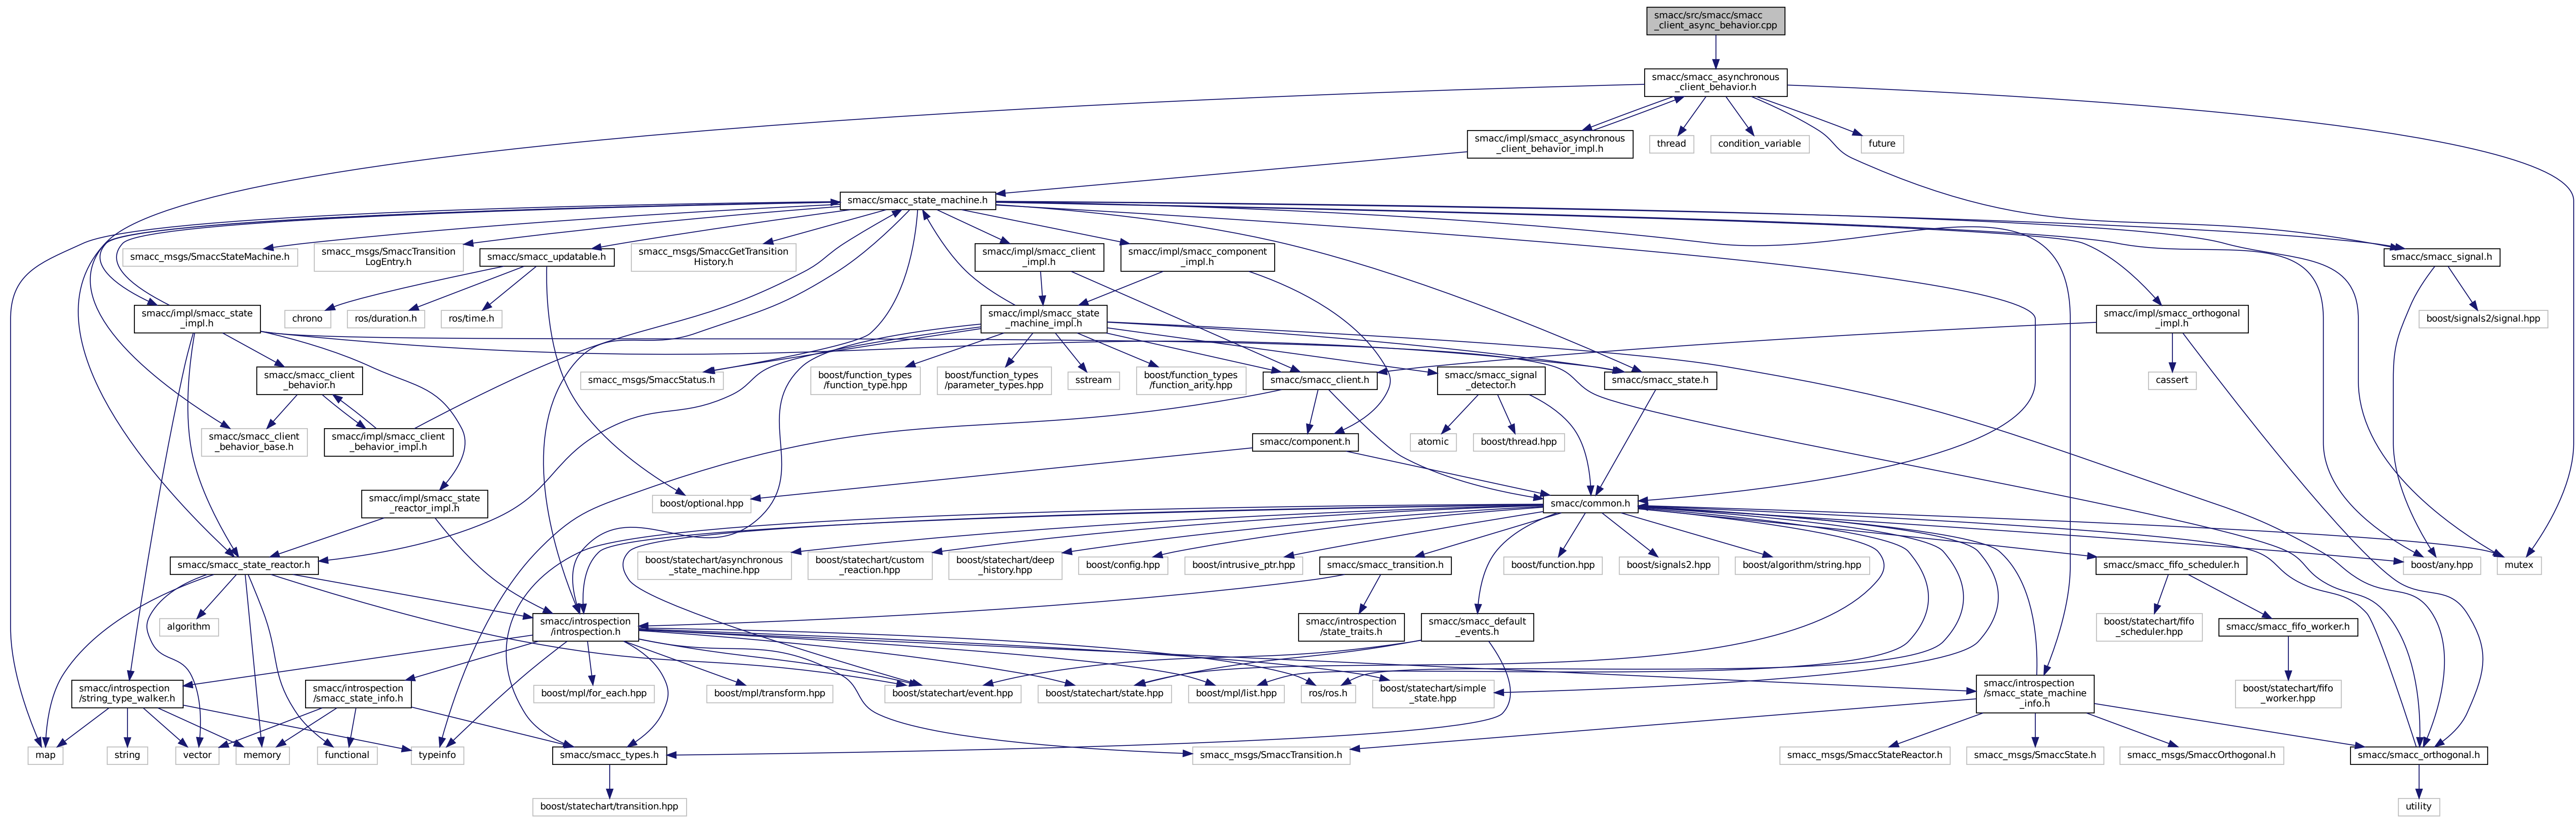 smacc/src/smacc/smacc
_client_async_behavior.cpp
smacc/smacc_asynchronous
_client_behavior.h
smacc/impl/smacc_asynchronous
_client_behavior_impl.h
thread
condition_variable
future
smacc/smacc_state_machine.h
smacc_msgs/SmaccStateMachine.h
smacc_msgs/SmaccTransition
LogEntry.h
smacc/smacc_updatable.h
smacc_msgs/SmaccGetTransition
History.h
smacc/impl/smacc_client
_impl.h
smacc/impl/smacc_component
_impl.h
smacc/smacc_signal.h
smacc/impl/smacc_state
_impl.h
chrono
ros/duration.h
ros/time.h
smacc/impl/smacc_state
_machine_impl.h
smacc/impl/smacc_orthogonal
_impl.h
boost/signals2/signal.hpp
smacc/smacc_client
_behavior.h
smacc_msgs/SmaccStatus.h
boost/function_types
/function_type.hpp
boost/function_types
/parameter_types.hpp
sstream
boost/function_types
/function_arity.hpp
smacc/smacc_client.h
smacc/smacc_signal
_detector.h
smacc/smacc_state.h
cassert
smacc/smacc_client
_behavior_base.h
smacc/impl/smacc_client
_behavior_impl.h
smacc/component.h
atomic
boost/thread.hpp
smacc/impl/smacc_state
_reactor_impl.h
boost/optional.hpp
smacc/common.h
smacc/smacc_state_reactor.h
boost/statechart/asynchronous
_state_machine.hpp
boost/statechart/custom
_reaction.hpp
boost/statechart/deep
_history.hpp
boost/config.hpp
boost/intrusive_ptr.hpp
smacc/smacc_transition.h
boost/function.hpp
boost/signals2.hpp
boost/algorithm/string.hpp
smacc/smacc_fifo_scheduler.h
boost/any.hpp
mutex
algorithm
smacc/introspection
/introspection.h
smacc/introspection
/state_traits.h
smacc/smacc_default
_events.h
boost/statechart/fifo
_scheduler.hpp
smacc/smacc_fifo_worker.h
smacc/introspection
/string_type_walker.h
smacc/introspection
/smacc_state_info.h
boost/mpl/for_each.hpp
boost/mpl/transform.hpp
boost/statechart/event.hpp
boost/statechart/state.hpp
boost/mpl/list.hpp
ros/ros.h
boost/statechart/simple
_state.hpp
smacc/introspection
/smacc_state_machine
_info.h
boost/statechart/fifo
_worker.hpp
map
string
vector
memory
functional
typeinfo
smacc/smacc_types.h
smacc_msgs/SmaccTransition.h
smacc_msgs/SmaccStateReactor.h
smacc_msgs/SmaccState.h
smacc_msgs/SmaccOrthogonal.h
smacc/smacc_orthogonal.h
boost/statechart/transition.hpp
utility